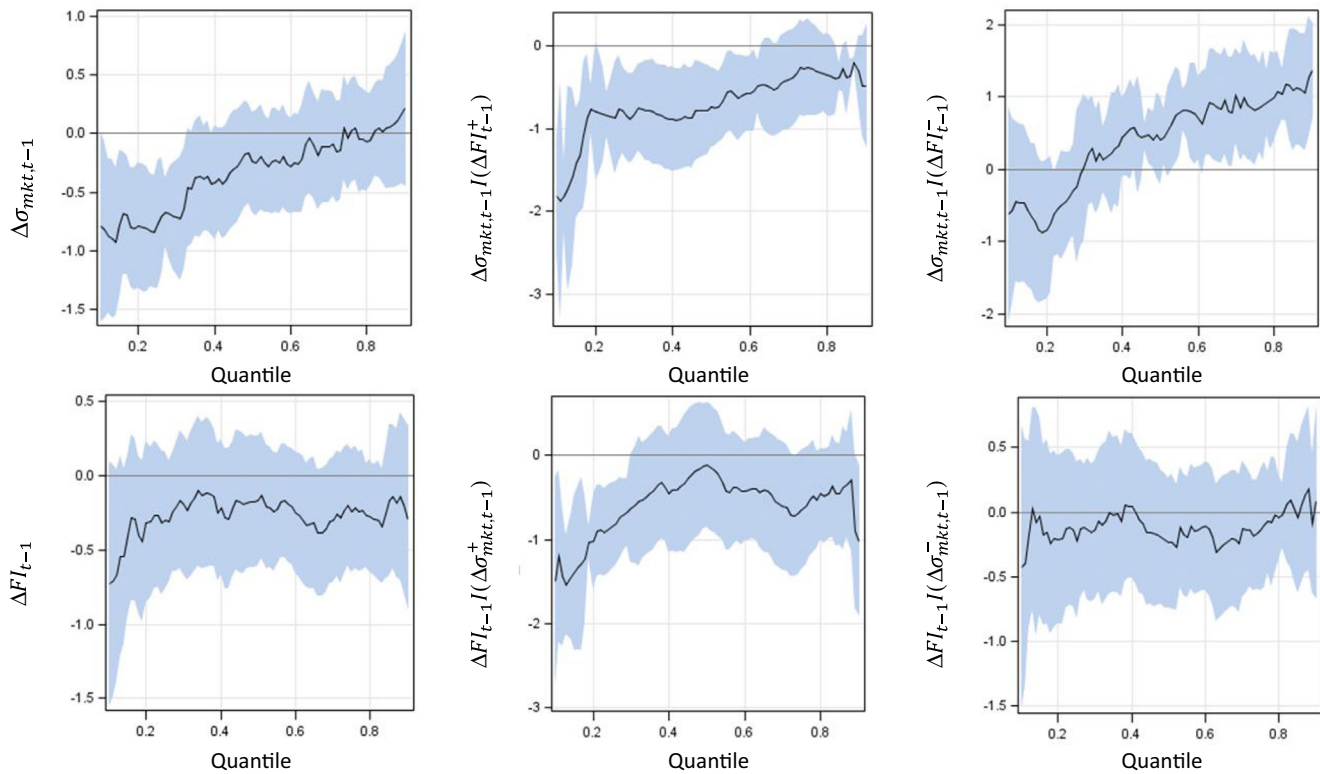 Δσ_{mkt,t−1}
1.0
0.5
0.0
-0.5
-1.0
-1.5
0.2 0.4 0.6 0.8
Quantile
Δσ_{mkt,t−1}I(ΔFI^+_{t−1})
0
-1
-2
-3
0.2 0.4 0.6 0.8
Quantile
Δσ_{mkt,t−1}I(ΔFI^−_{t−1})
2
1
0
-1
-2
0.2 0.4 0.6 0.8
Quantile
ΔFI_{t−1}
0.5
0.0
-0.5
-1.0
-1.5
0.2 0.4 0.6 0.8
Quantile
ΔFI_{t−1}I(Δσ^+_{mkt,t−1})
0
-1
-2
-3
0.2 0.4 0.6 0.8
Quantile
ΔFI_{t−1}I(Δσ^−_{mkt,t−1})
0.5
0.0
-0.5
-1.0
-1.5
0.2 0.4 0.6 0.8
Quantile